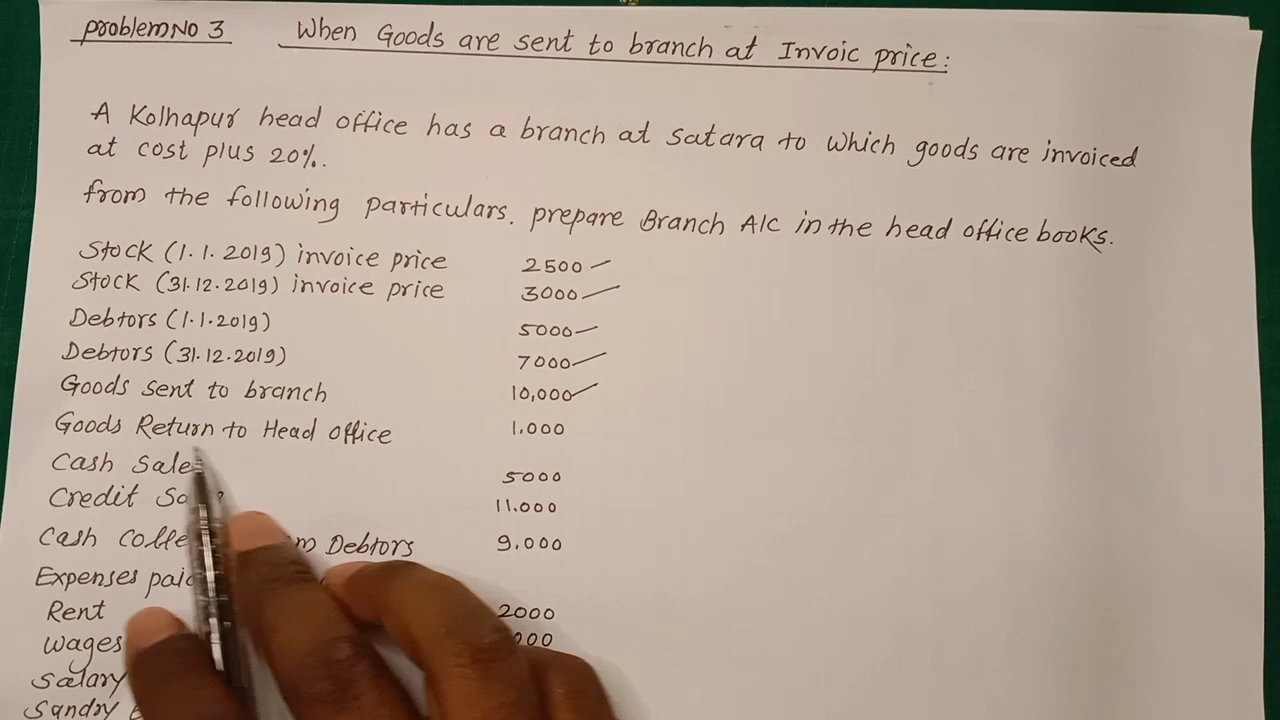 problem No 3 When Goods are sent to branch at Invoic price:
A Kolhapur head office has a branch at Satara to which goods are invoiced
at cost plus 20%.
from the following particulars. prepare Branch A/C in the head office books.
Stock (1.1.2019) invoice price 2500
Stock (31.12.2019) invoice price 3000
Debtors (1.1.2019) 5000
Debtors (31.12.2019) 7000
Goods sent to branch 10,000
Goods Return to Head office 1.000
Cash Sale 5000
Credit 11.000
Cash Debtors 9.000
Expenses
Rent 2000
Wages
Salary
Sandry